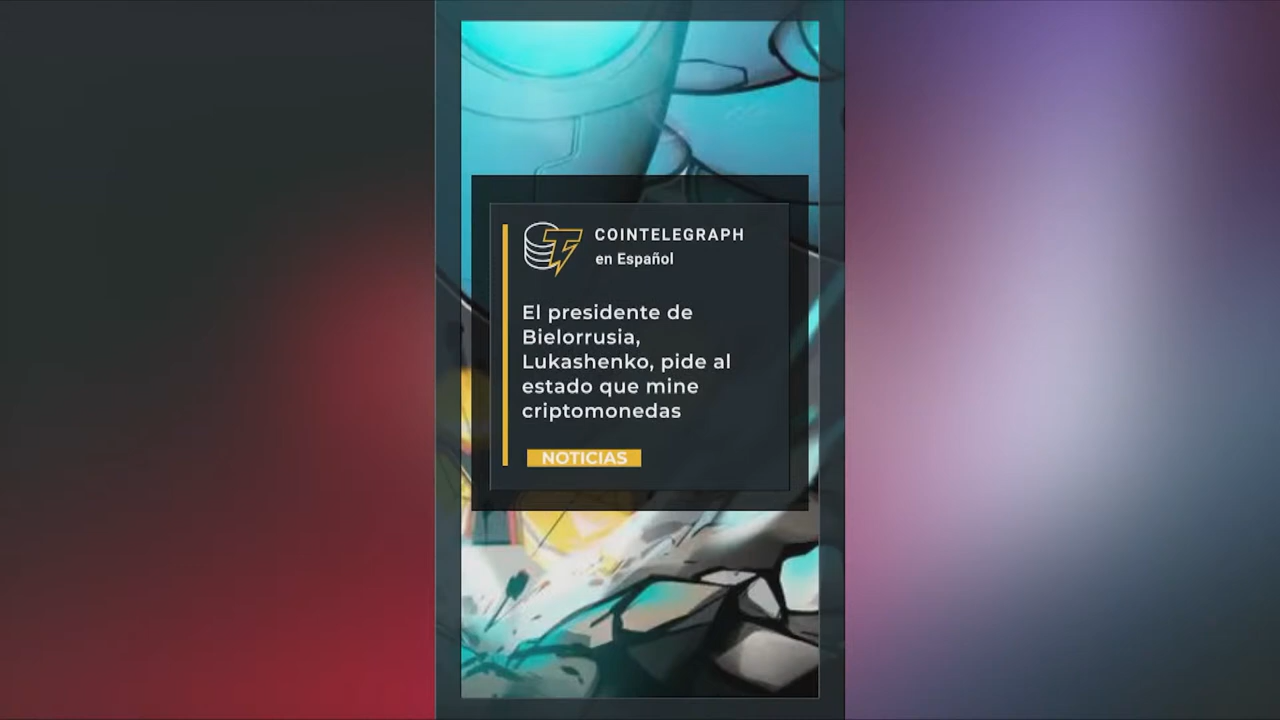 COINTELEGRAPH
en Español
El presidente de
Bielorrusia,
Lukashenko, pide al
estado que mine
criptomonedas
NOTICIAS